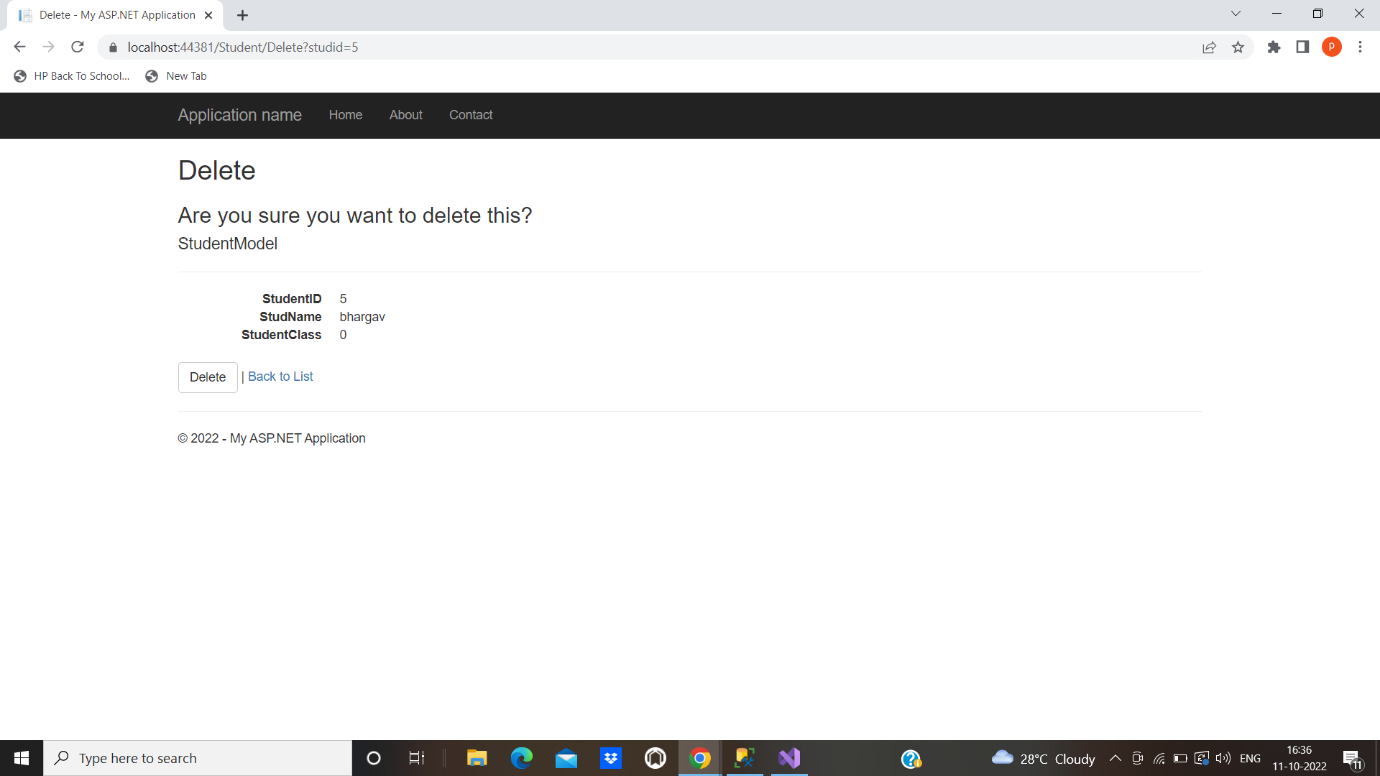 Delete - My ASP.NET Application
localhost:44381/Student/Delete?studid=5
P
HP Back To School...
New Tab
Application name Home About Contact
Delete
Are you sure you want to delete this?
StudentModel
StudentID 5
StudName bhargav
StudentClass 0
Delete | Back to List
© 2022 - My ASP.NET Application
Type here to search
28°C Cloudy
ENG
16:36
11-10-2022
11